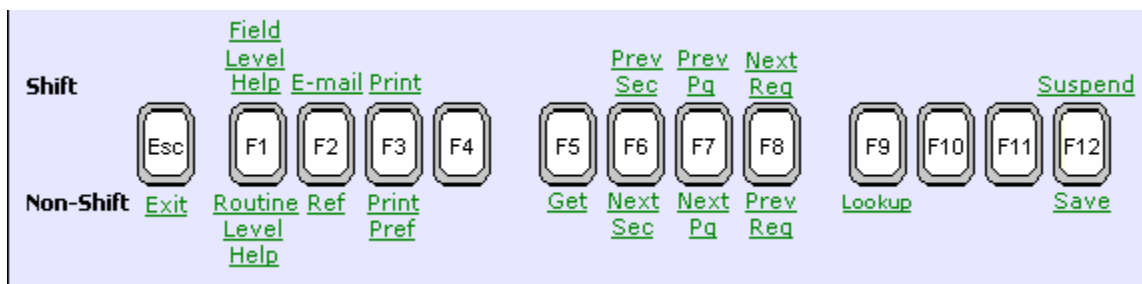 Field
Level
Help E-mail Print Prev Sec Prev Pg Next Req Suspend
Shift
Esc F1 F2 F3 F4 F5 F6 F7 F8 F9 F10 F11 F12
Non-Shift Exit Routine Ref Print Get Next Next Prev Lookup Save
Level Pref Sec Pg Req
Help